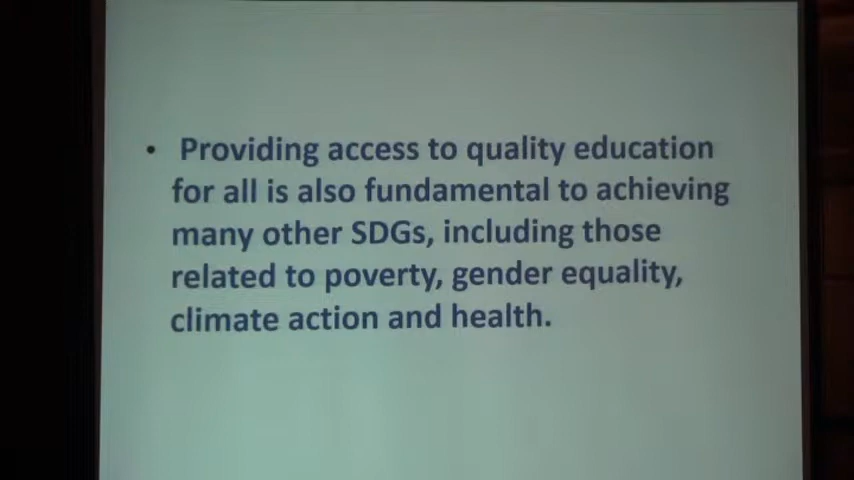 • Providing access to quality education
for all is also fundamental to achieving
many other SDGs, including those
related to poverty, gender equality,
climate action and health.